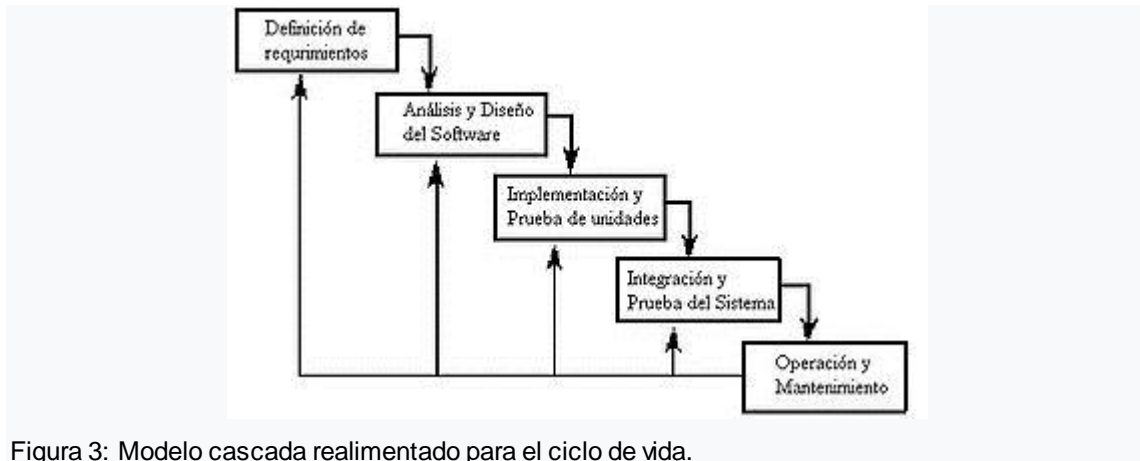 Definición de
requrimientos
Análisis y Diseño
del Software
Implementación y
Prueba de unidades
Integración y
Prueba del Sistema
Operación y
Mantenimiento
Figura 3: Modelo cascada realimentado para el ciclo de vida.